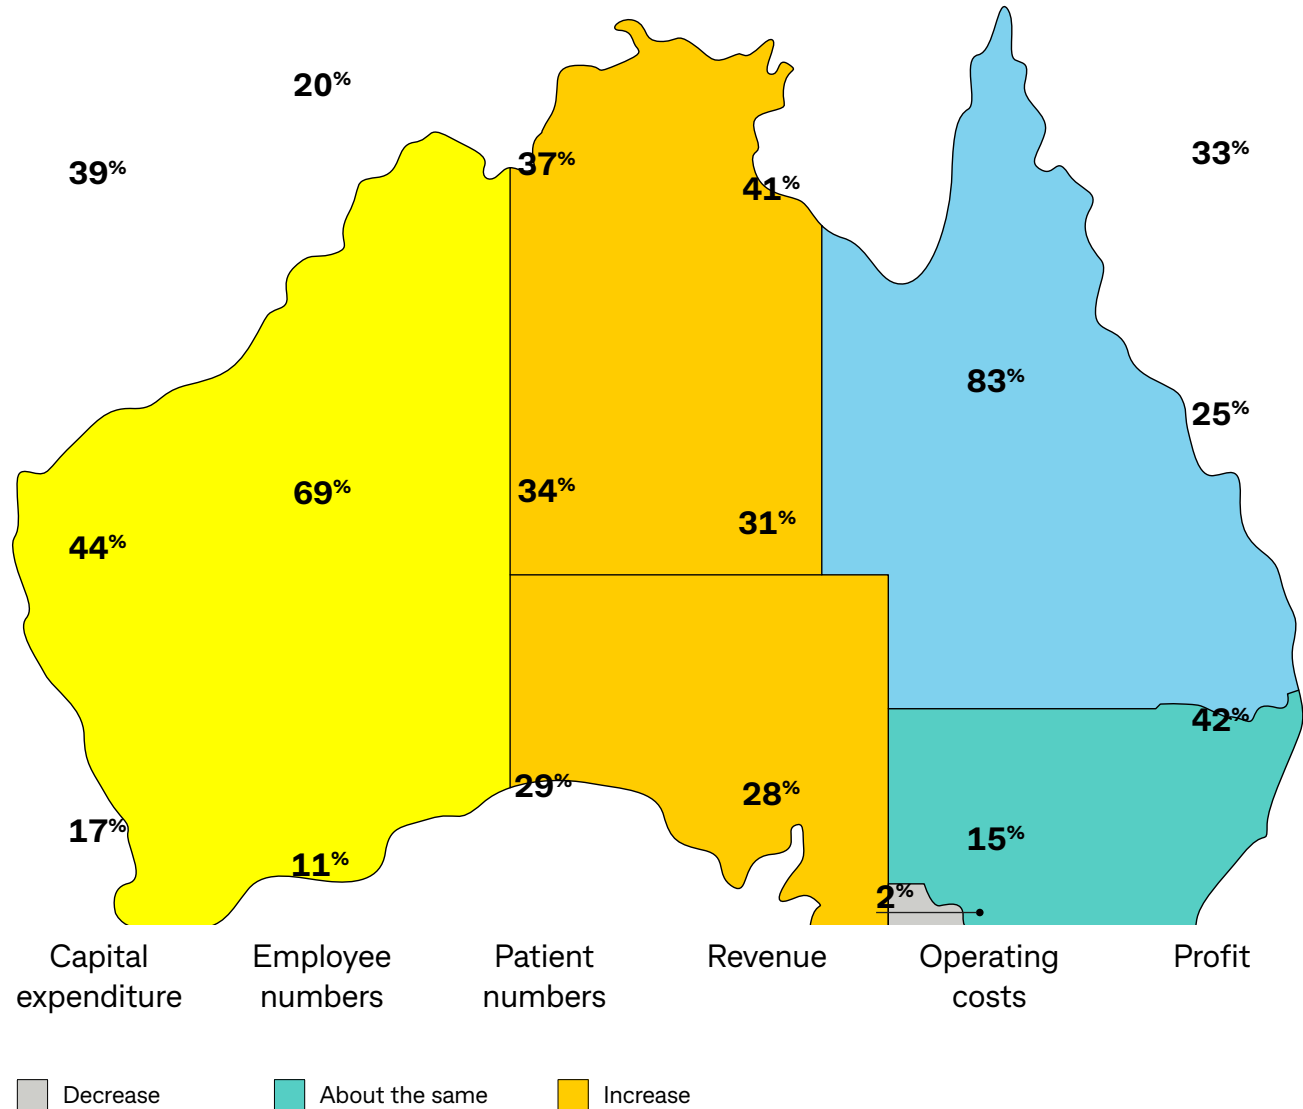 20%
39%
37%
41%
33%
83%
25%
69%
34%
31%
44%
42%
29%
28%
17%
15%
11%
2%
Capital expenditure
Employee numbers
Patient numbers
Revenue
Operating costs
Profit
Decrease
About the same
Increase